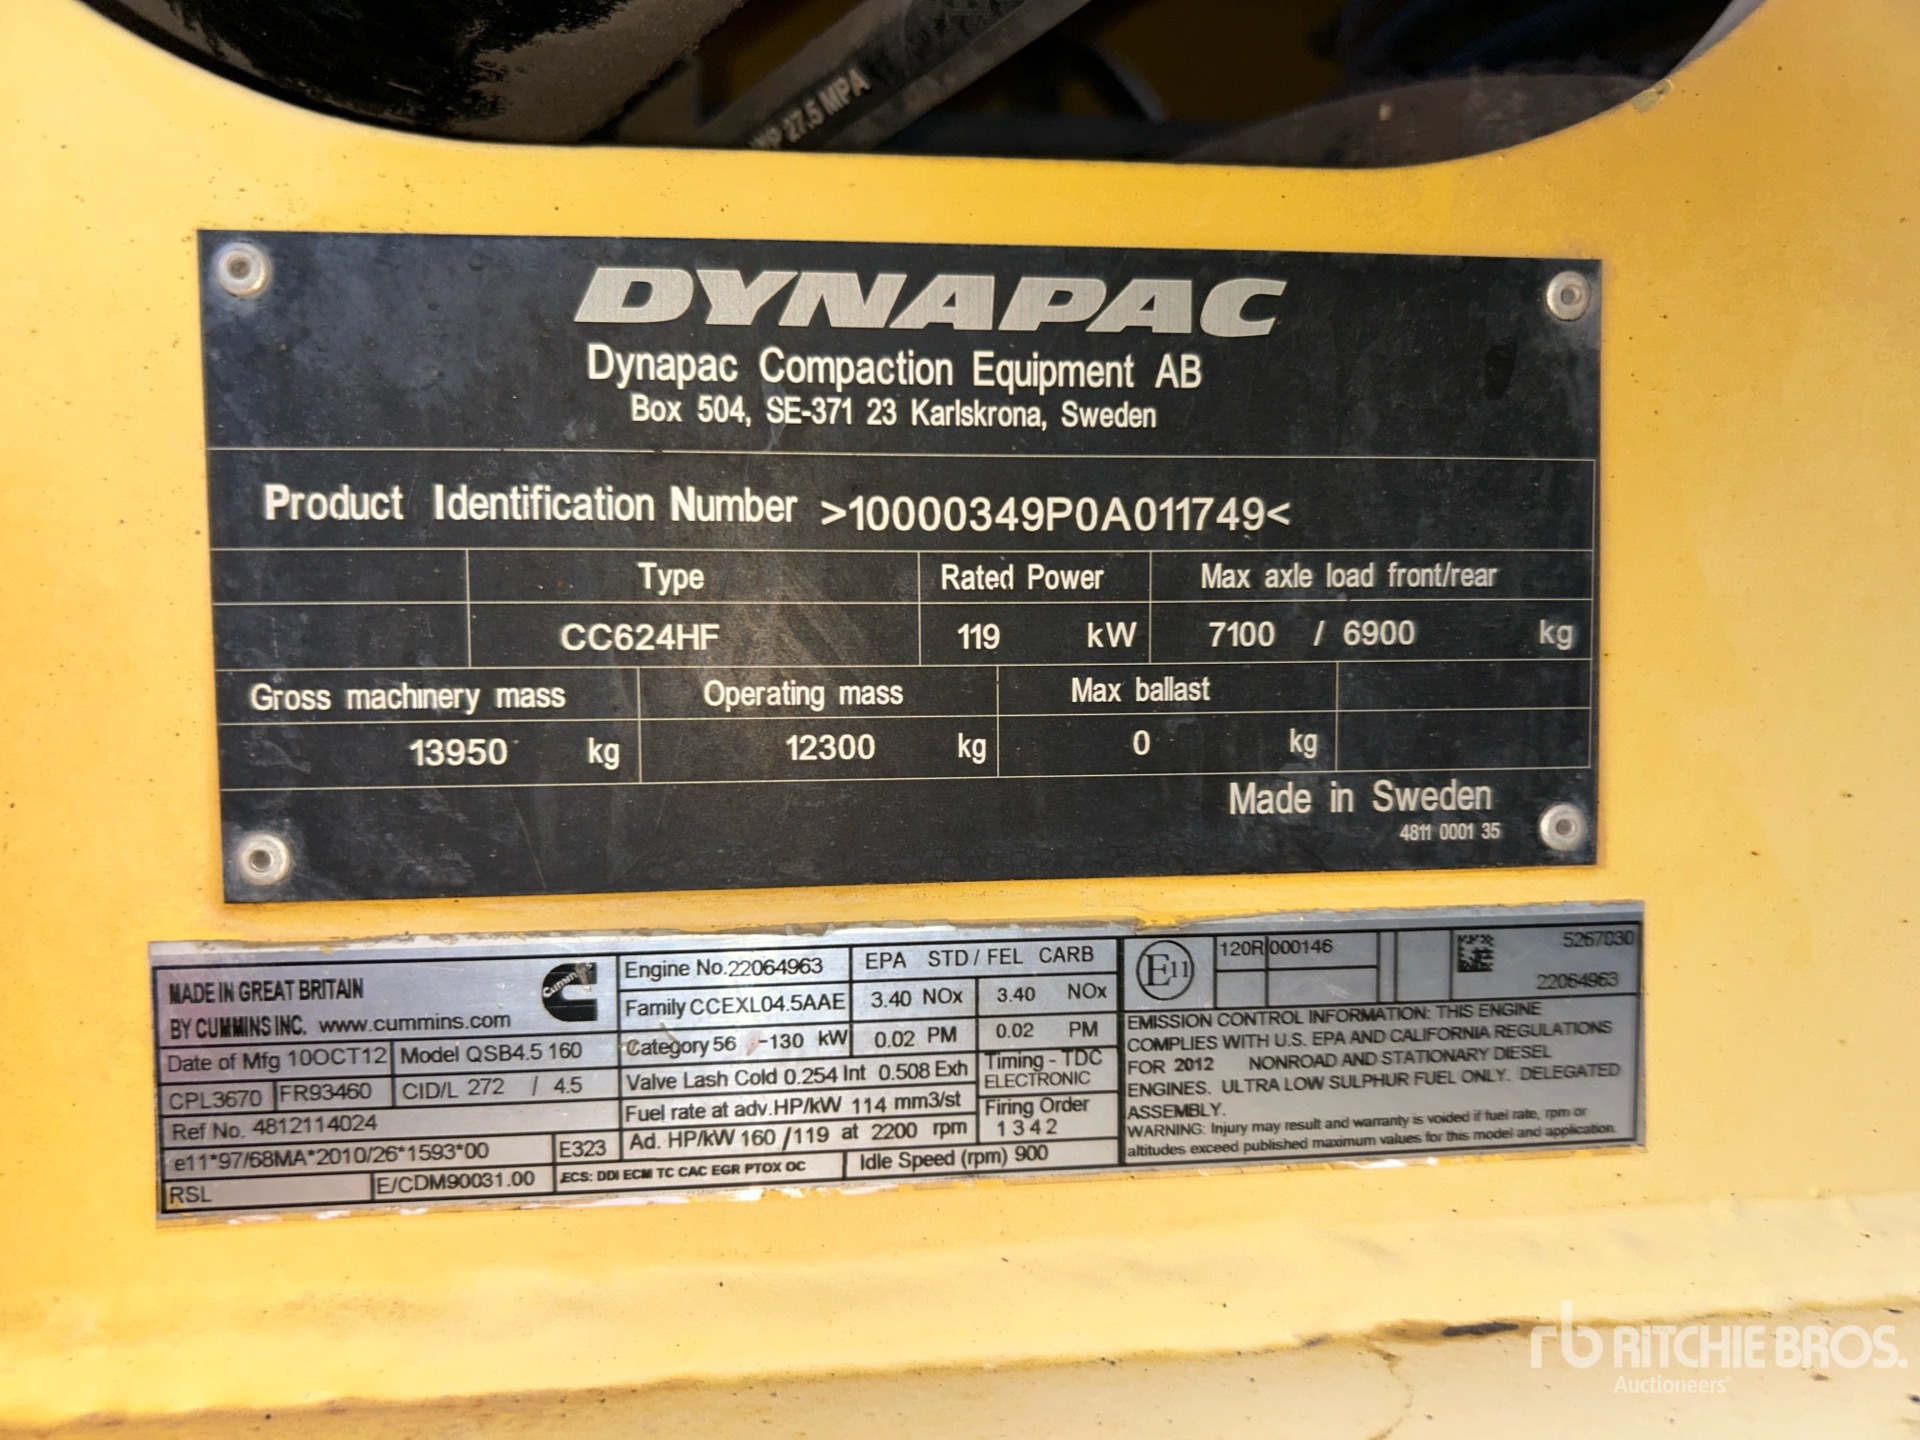 WP 27.5 MPA
DYNAPAC
Dynapac Compaction Equipment AB
Box 504, SE-371 23 Karlskrona, Sweden
Product Identification Number >10000349P0A011749<
Type Rated Power Max axle load front/rear
CC624HF 119 kW 7100 / 6900 kg
Gross machinery mass Operating mass Max ballast
13950 kg 12300 kg 0 kg
Made in Sweden
4811 0001 35
MADE IN GREAT BRITAIN
BY CUMMINS INC. www.cummins.com
Cummins
Date of Mfg 10OCT12 Model QSB4.5 160
CPL3670 FR93460 CID/L 272 / 4.5
Ref No. 4812114024
e11*97/68MA*2010/26*1593*00 E323
RSL E/CDM90031.00
Engine No.22064963
Family CCEXL04.5AAE
Category 56 -130 kW
EPA STD / FEL CARB
3.40 NOx 3.40 NOx
0.02 PM 0.02 PM
Valve Lash Cold 0.254 Int 0.508 Exh
Timing - TDC
ELECTRONIC
Fuel rate at adv.HP/kW 114 mm3/st
Firing Order
1 3 4 2
Ad. HP/kW 160 /119 at 2200 rpm
ECS: DDI ECM TC CAC EGR PTOX OC
Idle Speed (rpm) 900
E11 120R 000146
5267030
22064963
EMISSION CONTROL INFORMATION: THIS ENGINE
COMPLIES WITH U.S. EPA AND CALIFORNIA REGULATIONS
FOR 2012 NONROAD AND STATIONARY DIESEL
ENGINES. ULTRA LOW SULPHUR FUEL ONLY. DELEGATED
ASSEMBLY.
WARNING: Injury may result and warranty is voided if fuel rate, rpm or
altitudes exceed published maximum values for this model and application.
rb RITCHIE BROS.
Auctioneers